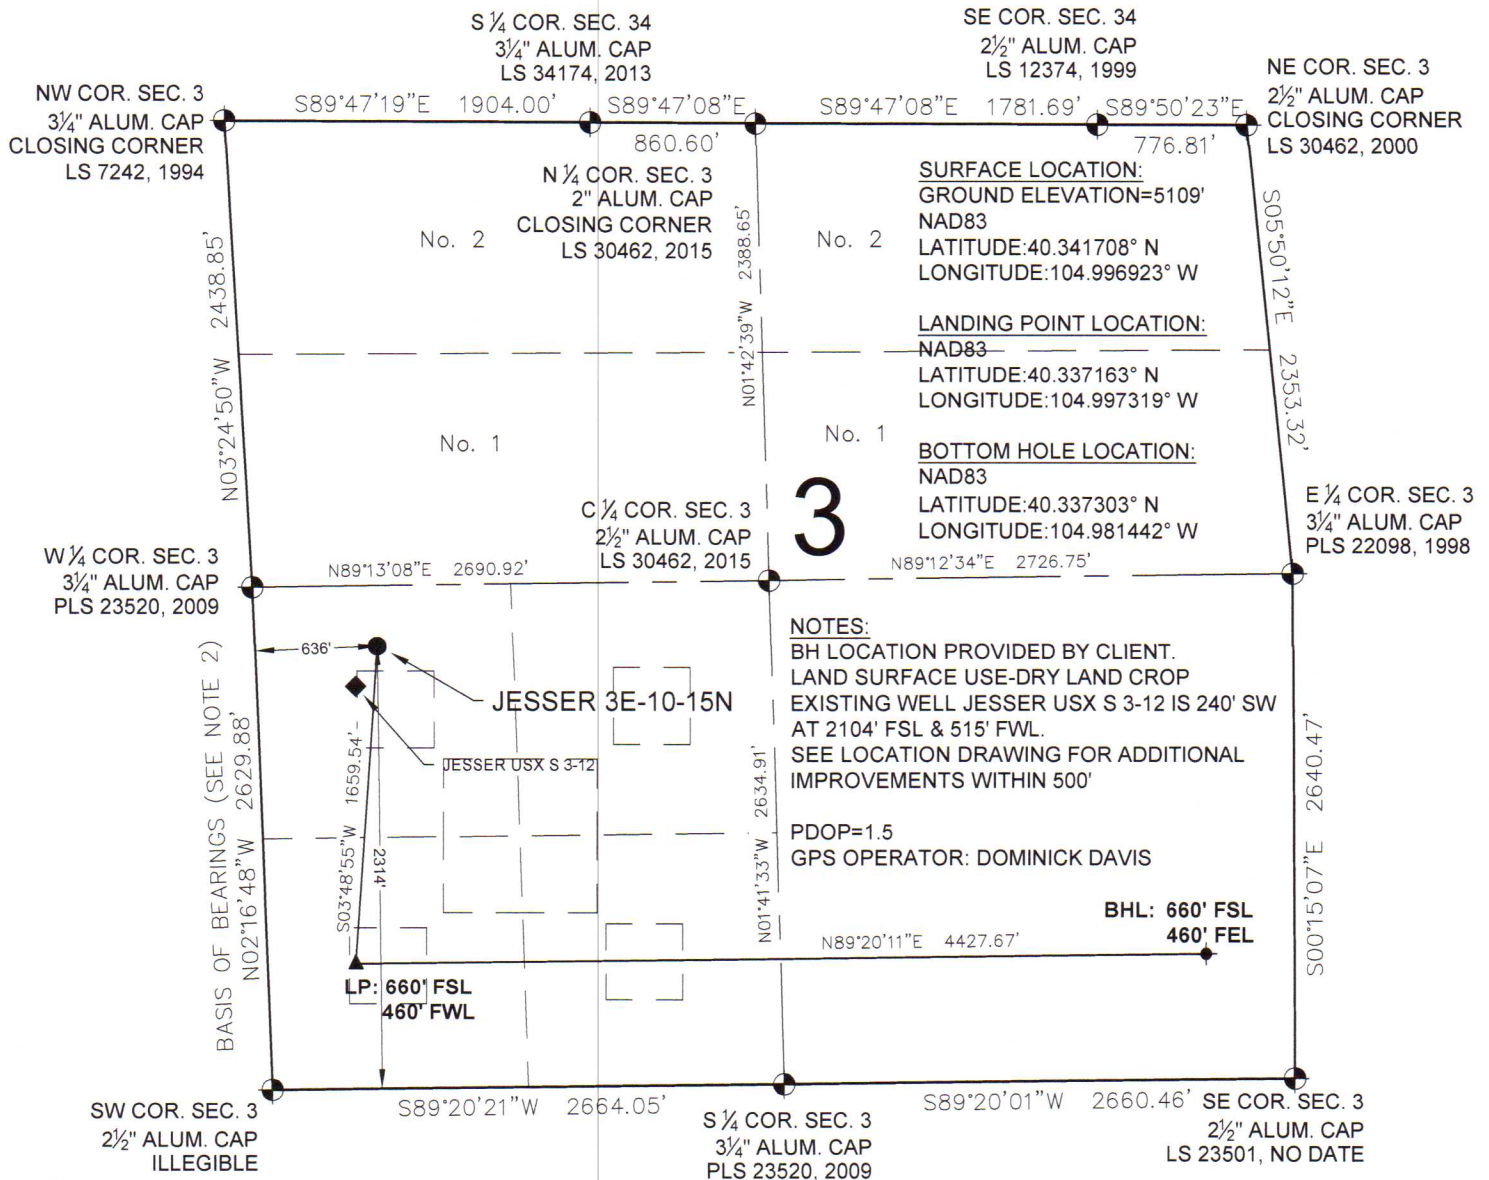 S ¼ COR. SEC. 34
3¼" ALUM. CAP
LS 34174, 2013
SE COR. SEC. 34
2½" ALUM. CAP
LS 12374, 1999
NW COR. SEC. 3
3¼" ALUM. CAP
CLOSING CORNER
LS 7242, 1994
NE COR. SEC. 3
2½" ALUM. CAP
CLOSING CORNER
LS 30462, 2000
S89°47'19"E 1904.00'
S89°47'08"E
860.60'
S89°47'08"E 1781.69'
S89°50'23"E
776.81'
N ¼ COR. SEC. 3
2" ALUM. CAP
CLOSING CORNER
LS 30462, 2015
No. 2
No. 2
SURFACE LOCATION:
GROUND ELEVATION=5109'
NAD83
LATITUDE:40.341708° N
LONGITUDE:104.996923° W
LANDING POINT LOCATION:
NAD83
LATITUDE:40.337163° N
LONGITUDE:104.997319° W
BOTTOM HOLE LOCATION:
NAD83
LATITUDE:40.337303° N
LONGITUDE:104.981442° W
N03°24'50"W 2438.85'
N01°42'39"W 2388.65'
S05°50'12"E 2353.32'
No. 1
No. 1
3
C ¼ COR. SEC. 3
2½" ALUM. CAP
LS 30462, 2015
E ¼ COR. SEC. 3
3¼" ALUM. CAP
PLS 22098, 1998
W ¼ COR. SEC. 3
3¼" ALUM. CAP
PLS 23520, 2009
N89°13'08"E 2690.92'
N89°12'34"E 2726.75'
NOTES:
BH LOCATION PROVIDED BY CLIENT.
LAND SURFACE USE-DRY LAND CROP
EXISTING WELL JESSER USX S 3-12 IS 240' SW
AT 2104' FSL & 515' FWL.
SEE LOCATION DRAWING FOR ADDITIONAL
IMPROVEMENTS WITHIN 500'
PDOP=1.5
GPS OPERATOR: DOMINICK DAVIS
636'
JESSER 3E-10-15N
JESSER USX S 3-12
BASIS OF BEARINGS (SEE NOTE 2)
N02°16'48"W 2629.88'
S03°48'55"W 1659.54'
2314'
N01°41'33"W 2634.91'
S00°15'07"E 2640.47'
BHL: 660' FSL
460' FEL
N89°20'11"E 4427.67'
LP: 660' FSL
460' FWL
SW COR. SEC. 3
2½" ALUM. CAP
ILLEGIBLE
S89°20'21"W 2664.05'
S ¼ COR. SEC. 3
3¼" ALUM. CAP
PLS 23520, 2009
S89°20'01"W 2660.46'
SE COR. SEC. 3
2½" ALUM. CAP
LS 23501, NO DATE